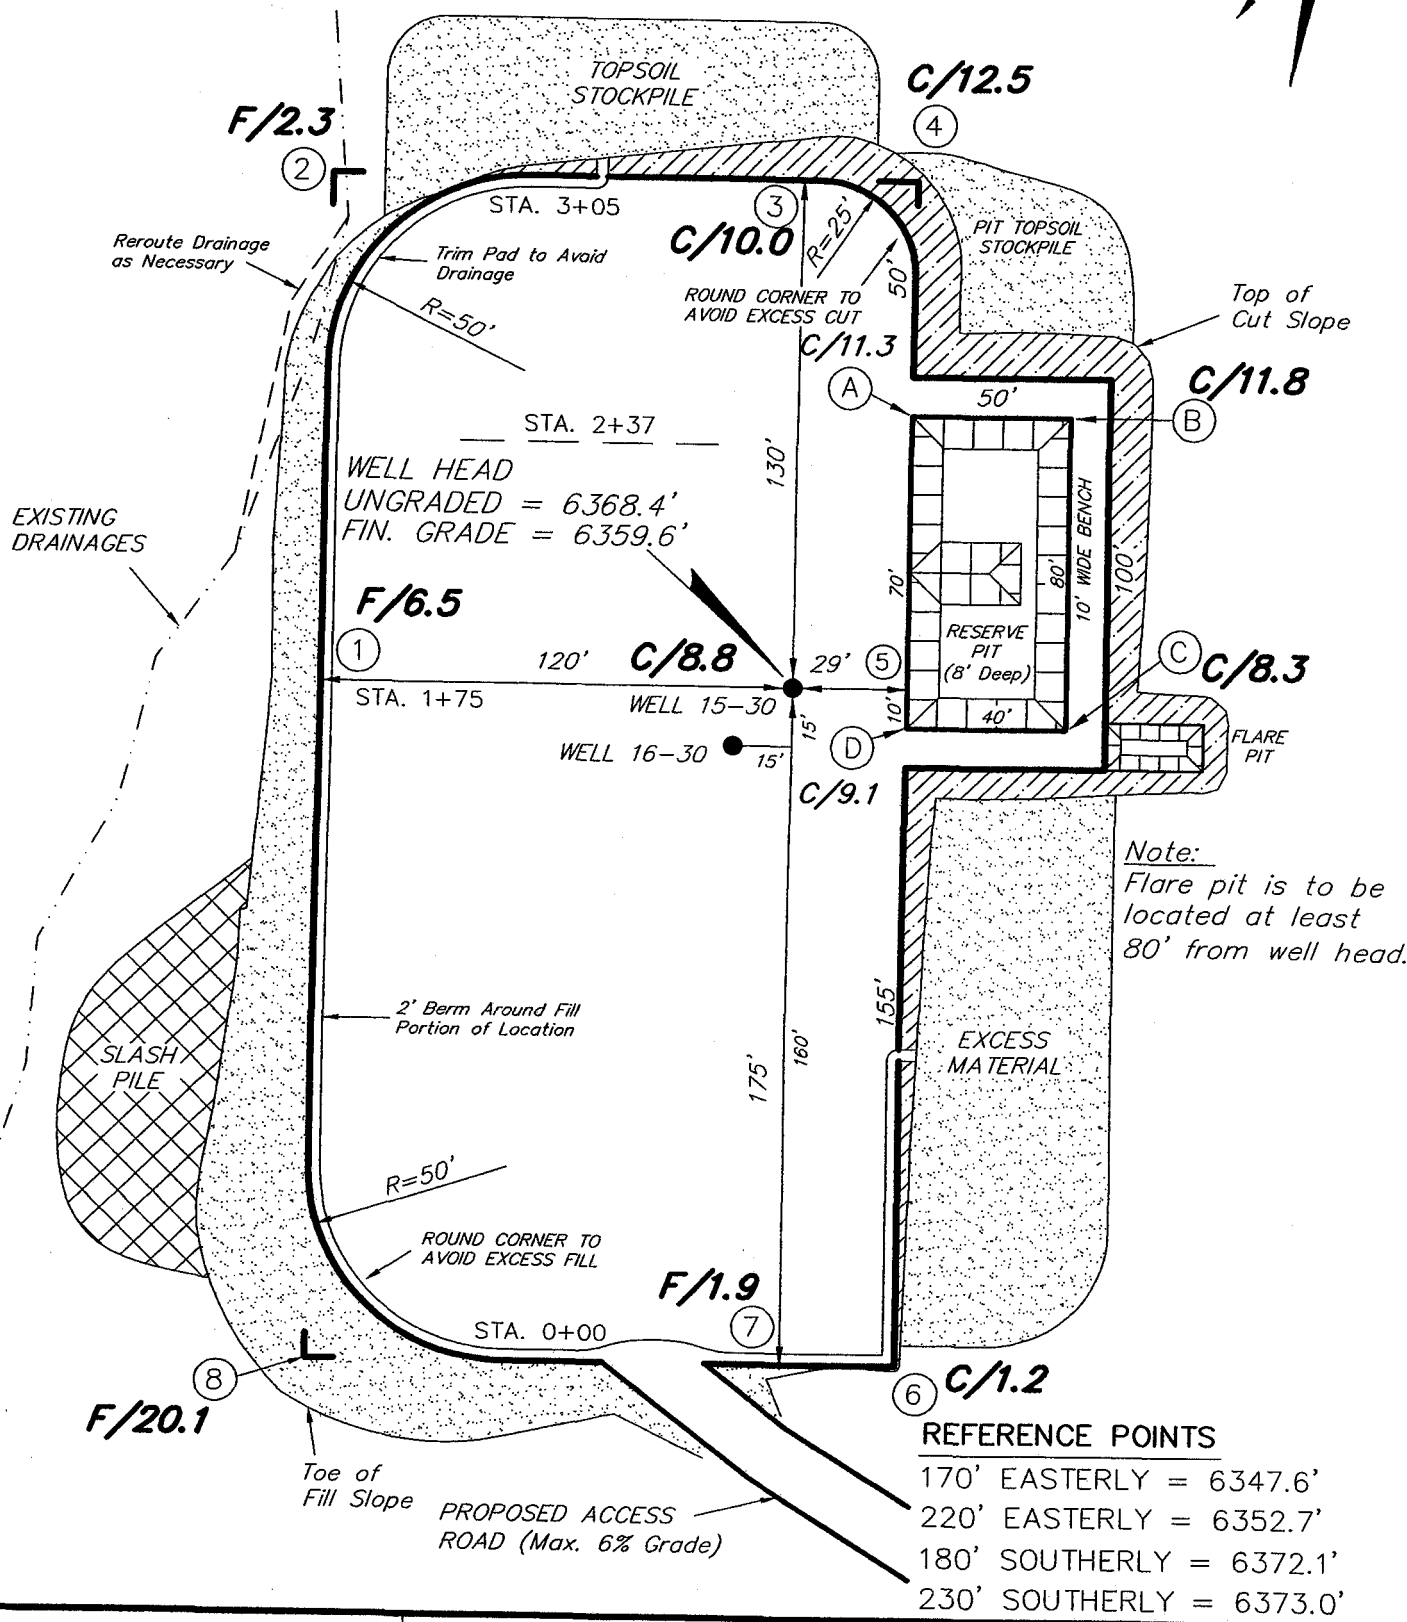 TOPSOIL
STOCKPILE
C/12.5
4
F/2.3
2
STA. 3+05
3
C/10.0
R=25'
50'
PIT TOPSOIL
STOCKPILE
Reroute Drainage
as Necessary
Trim Pad to Avoid
Drainage
R=50'
ROUND CORNER TO
AVOID EXCESS CUT
Top of
Cut Slope
C/11.3
A
50'
C/11.8
B
STA. 2+37
130'
WELL HEAD
UNGRADED = 6368.4'
FIN. GRADE = 6359.6'
EXISTING
DRAINAGES
70'
80'
10' WIDE BENCH
100'
F/6.5
1
120'
C/8.8
29'
5
RESERVE
PIT
(8' Deep)
C
C/8.3
STA. 1+75
WELL 15-30
15'
10'
40'
WELL 16-30
15'
D
FLARE
PIT
C/9.1
Note:
Flare pit is to be
located at least
80' from well head.
2' Berm Around Fill
Portion of Location
155'
175'
160'
EXCESS
MATERIAL
SLASH
PILE
R=50'
ROUND CORNER TO
AVOID EXCESS FILL
F/1.9
7
STA. 0+00
8
F/20.1
6
C/1.2
Toe of
Fill Slope
PROPOSED ACCESS
ROAD (Max. 6% Grade)
REFERENCE POINTS
170' EASTERLY = 6347.6'
220' EASTERLY = 6352.7'
180' SOUTHERLY = 6372.1'
230' SOUTHERLY = 6373.0'